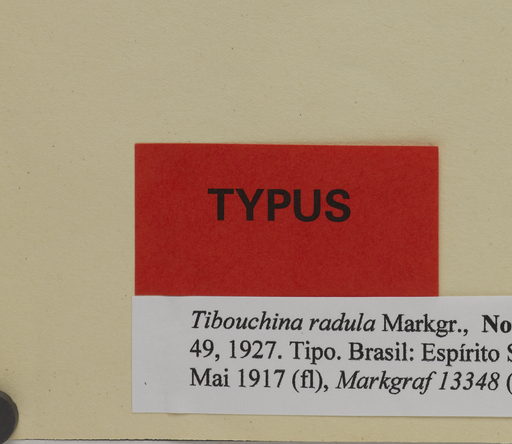 TYPUS
Tibouchina radula Markgr., No
49, 1927. Tipo. Brasil: Espírito S
Mai 1917 (fl), Markgraf 13348 (